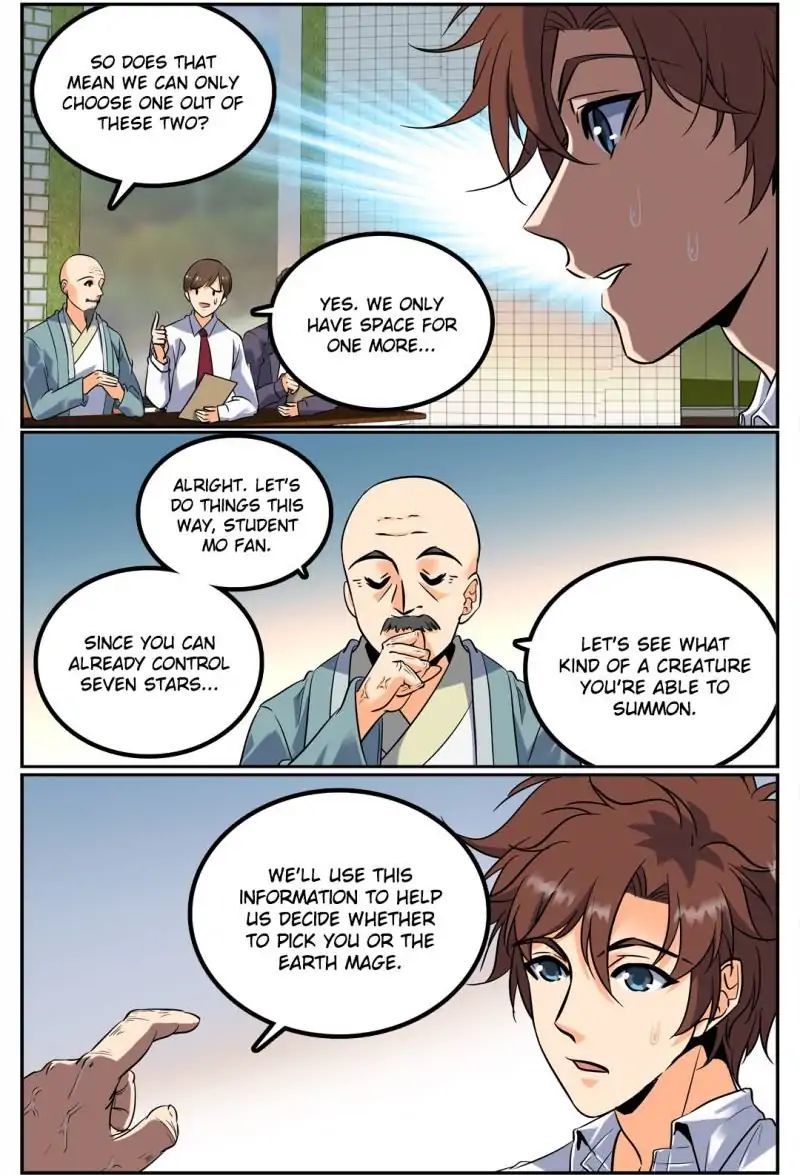 SO DOES THAT
MEAN WE CAN ONLY
CHOOSE ONE OUT OF
THESE TWO?
YES. WE ONLY
HAVE SPACE FOR
ONE MORE...
ALRIGHT. LET'S
DO THINGS THIS
WAY, STUDENT
MO FAN.
SINCE YOU CAN
ALREADY CONTROL
SEVEN STARS...
LET'S SEE WHAT
KIND OF A CREATURE
YOU'RE ABLE TO
SUMMON.
WE'LL USE THIS
INFORMATION TO HELP
US DECIDE WHETHER
TO PICK YOU OR THE
EARTH MAGE.